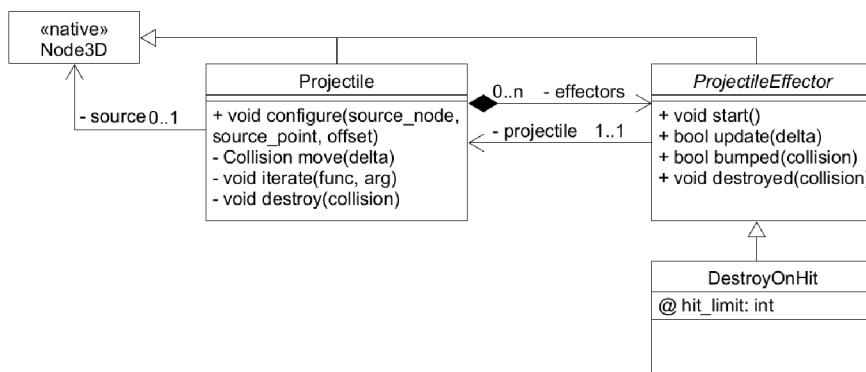 «native»
Node3D
- source 0..1
Projectile
+ void configure(source_node,
source_point, offset)
- Collision move(delta)
- void iterate(func, arg)
- void destroy(collision)
0..n - effectors
- projectile 1..1
ProjectileEffector
+ void start()
+ bool update(delta)
+ bool bumped(collision)
+ void destroyed(collision)
DestroyOnHit
@ hit_limit: int